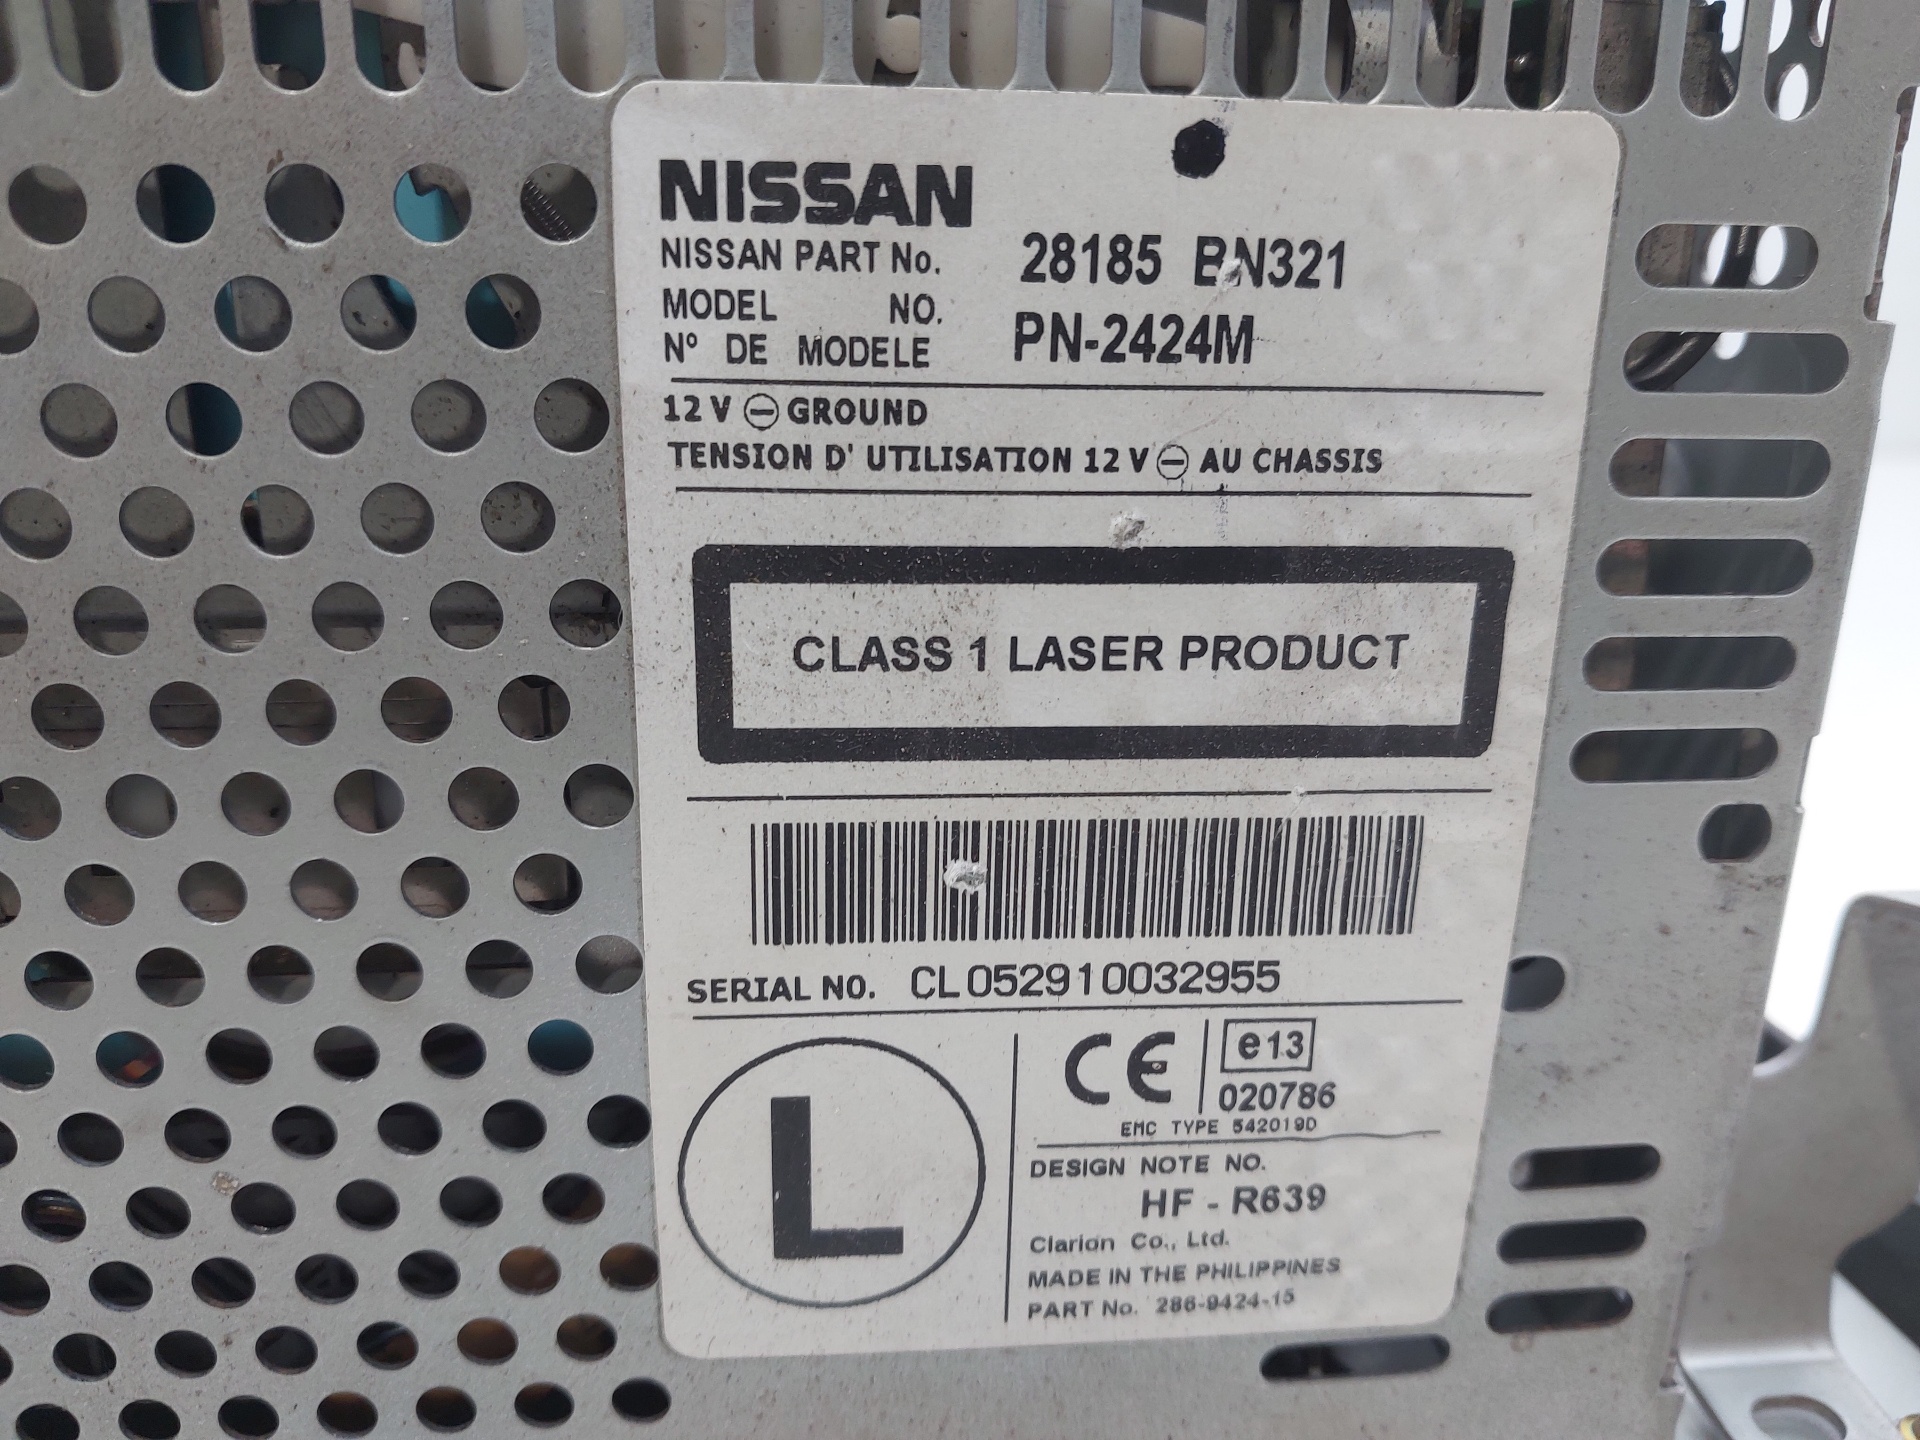 NISSAN
NISSAN PART No. 28185 BN321
MODEL NO.
N° DE MODELE PN-2424M
12 V ⊖ GROUND
TENSION D' UTILISATION 12 V ⊖ AU CHASSIS
CLASS 1 LASER PRODUCT
SERIAL NO. CL052910032955
L
CE
e13
020786
EMC TYPE 542019D
DESIGN NOTE NO.
HF - R639
Clarion Co., Ltd.
MADE IN THE PHILIPPINES
PART No. 286-9424-15